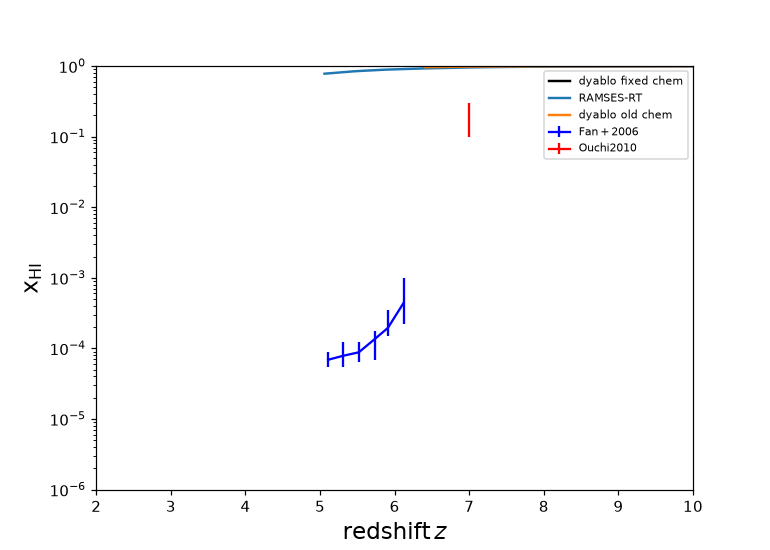 10⁰
10⁻¹
10⁻²
10⁻³
10⁻⁴
10⁻⁵
10⁻⁶
x_HI
dyablo fixed chem
RAMSES-RT
dyablo old chem
Fan+2006
Ouchi2010
2 3 4 5 6 7 8 9 10
redshift z